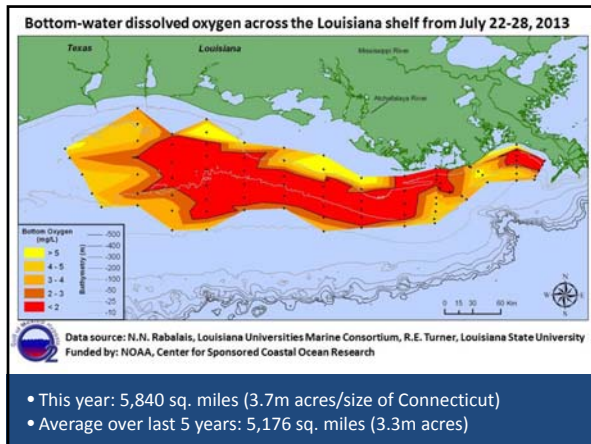 Bottom-water dissolved oxygen across the Louisiana shelf from July 22-28, 2013
Texas
Louisiana
Mississippi River
Atchafalaya River
Bottom Oxygen
(mg/L)
> 5
4 - 5
3 - 4
2 - 3
< 2
Bathymetry (m)
-500
-400
-300
-200
-100
-50
-25
-10
N
W
E
S
0 15 30 60 Km
Data source: N.N. Rabalais, Louisiana Universities Marine Consortium, R.E. Turner, Louisiana State University
Funded by: NOAA, Center for Sponsored Coastal Ocean Research
• This year: 5,840 sq. miles (3.7m acres/size of Connecticut)
• Average over last 5 years: 5,176 sq. miles (3.3m acres)